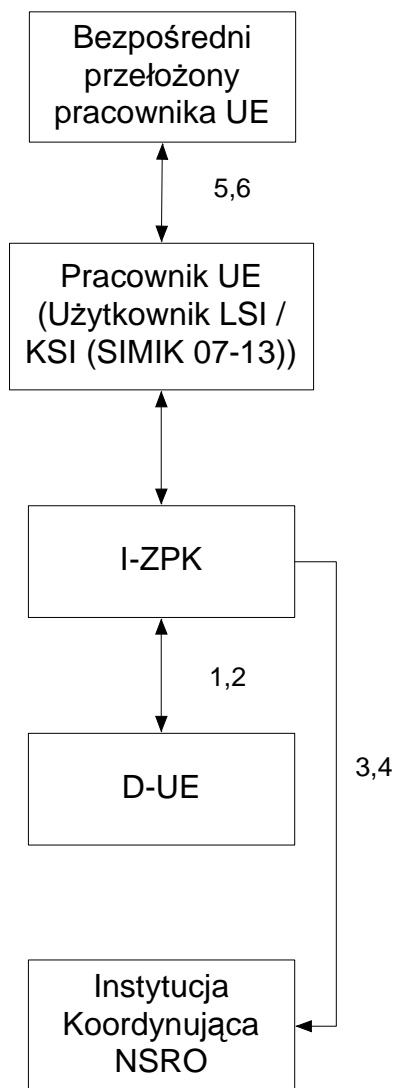 Bezpośredni
przełożony
pracownika UE
5,6
Pracownik UE
(Użytkownik LSI /
KSI (SIMIK 07-13))
I-ZPK
1,2
D-UE
3,4
Instytucja
Koordynująca
NSRO